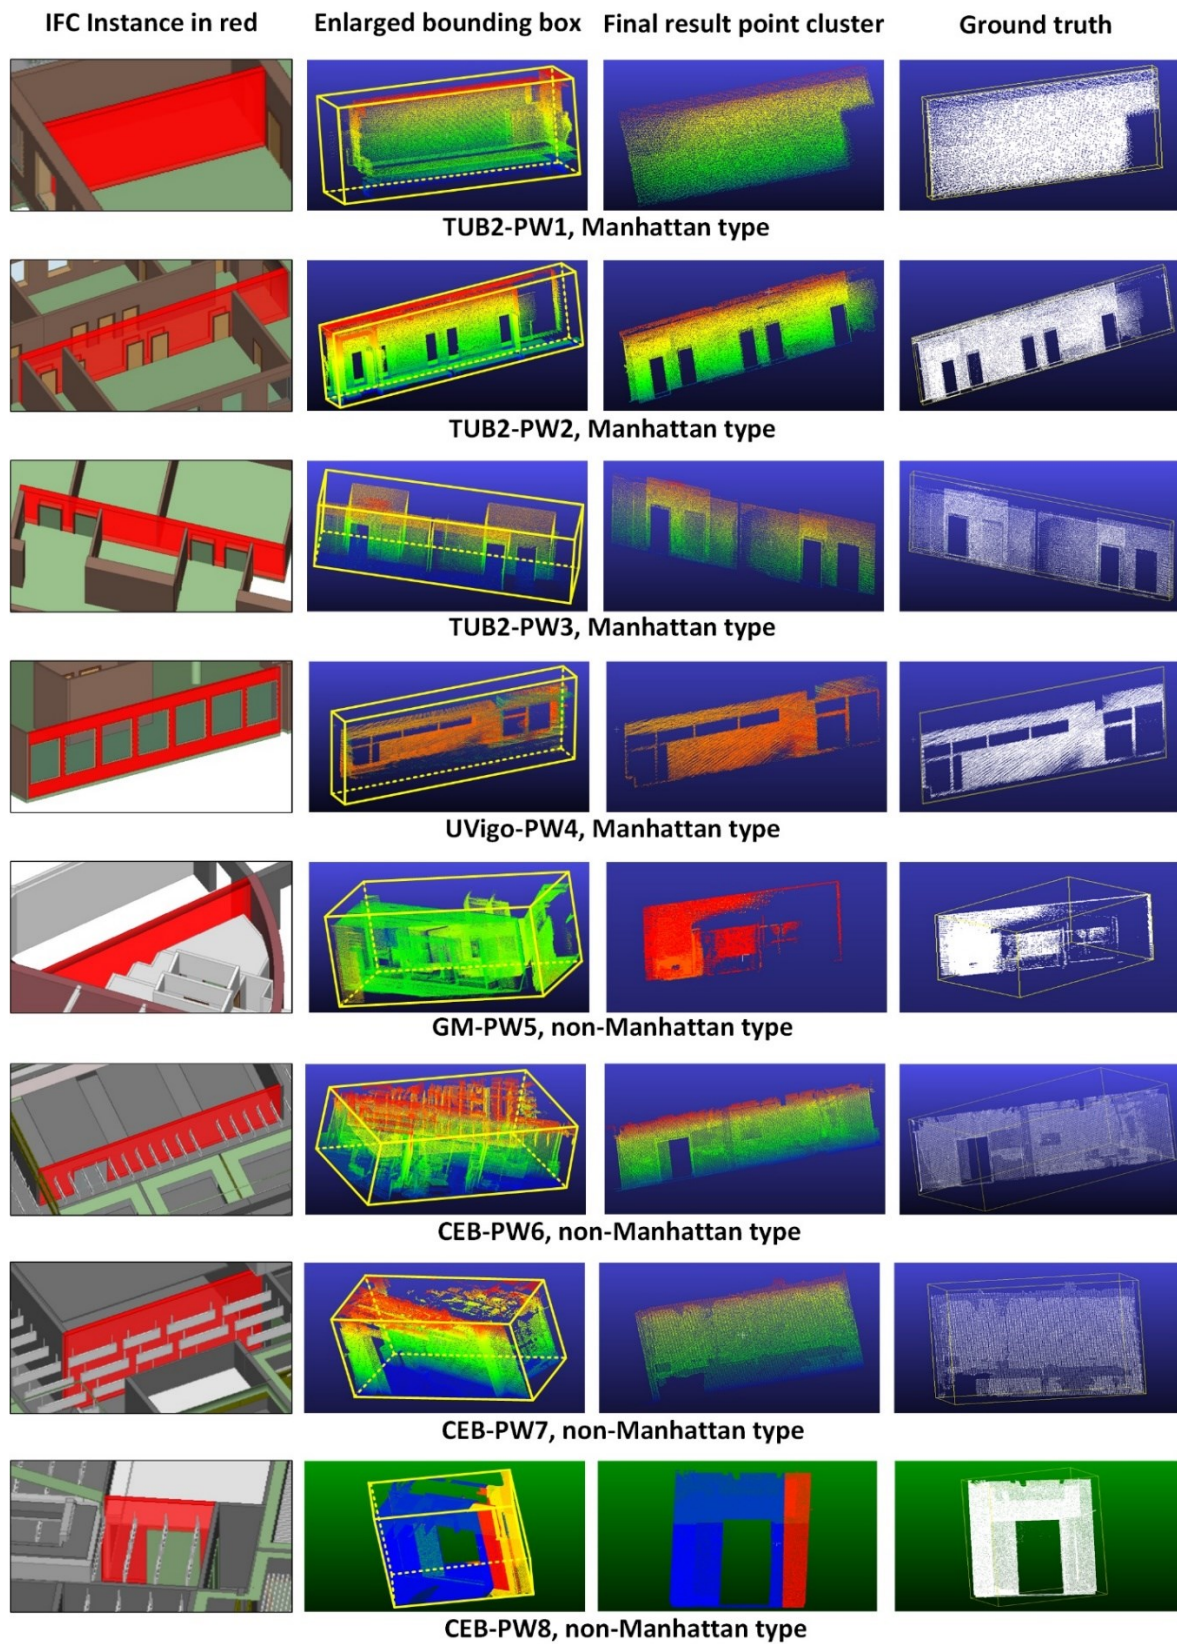 IFC Instance in red Enlarged bounding box Final result point cluster Ground truth
TUB2-PW1, Manhattan type
TUB2-PW2, Manhattan type
TUB2-PW3, Manhattan type
UVigo-PW4, Manhattan type
GM-PW5, non-Manhattan type
CEB-PW6, non-Manhattan type
CEB-PW7, non-Manhattan type
CEB-PW8, non-Manhattan type